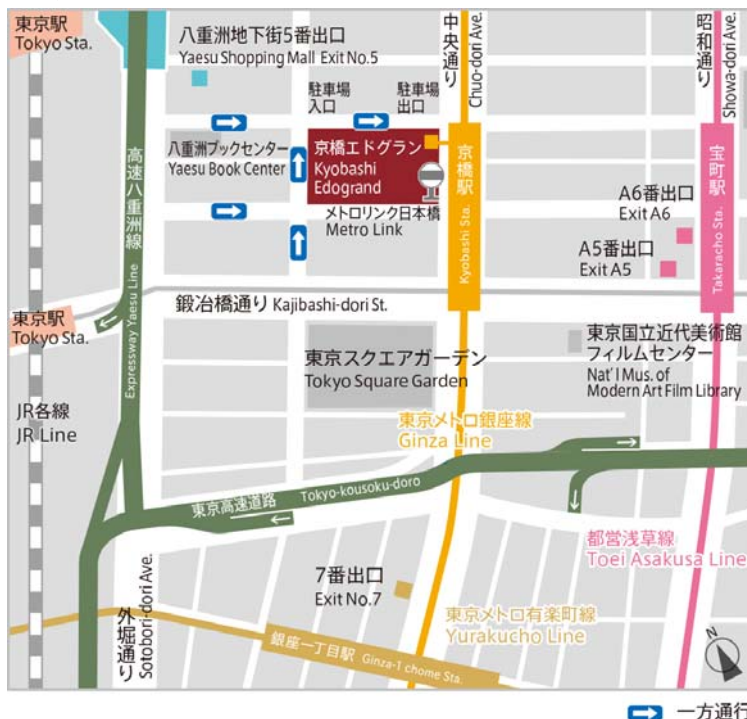 東京駅
Tokyo Sta.
八重洲地下街5番出口
Yaesu Shopping Mall Exit No.5
中央通り
Chuo-dori Ave.
昭和通り
Showa-dori Ave.
駐車場
入口
駐車場
出口
高速八重洲線
Expressway Yaesu Line
八重洲ブックセンター
Yaesu Book Center
京橋エドグラン
Kyobashi
Edogrand
京橋駅
Kyobashi Sta.
宝町駅
Takaracho Sta.
メトロリンク日本橋
Metro Link
A6番出口
Exit A6
A5番出口
Exit A5
鍛冶橋通り Kajibashi-dori St.
東京駅
Tokyo Sta.
東京スクエアガーデン
Tokyo Square Garden
東京国立近代美術館
フィルムセンター
Nat'l Mus. of
Modern Art Film Library
JR各線
JR Line
東京メトロ銀座線
Ginza Line
東京高速道路 Tokyo-kousoku-doro
都営浅草線
Toei Asakusa Line
7番出口
Exit No.7
外堀通り
Sotobori-dori Ave.
東京メトロ有楽町線
Yurakucho Line
銀座一丁目駅 Ginza-1 chome Sta.
N
一方通行